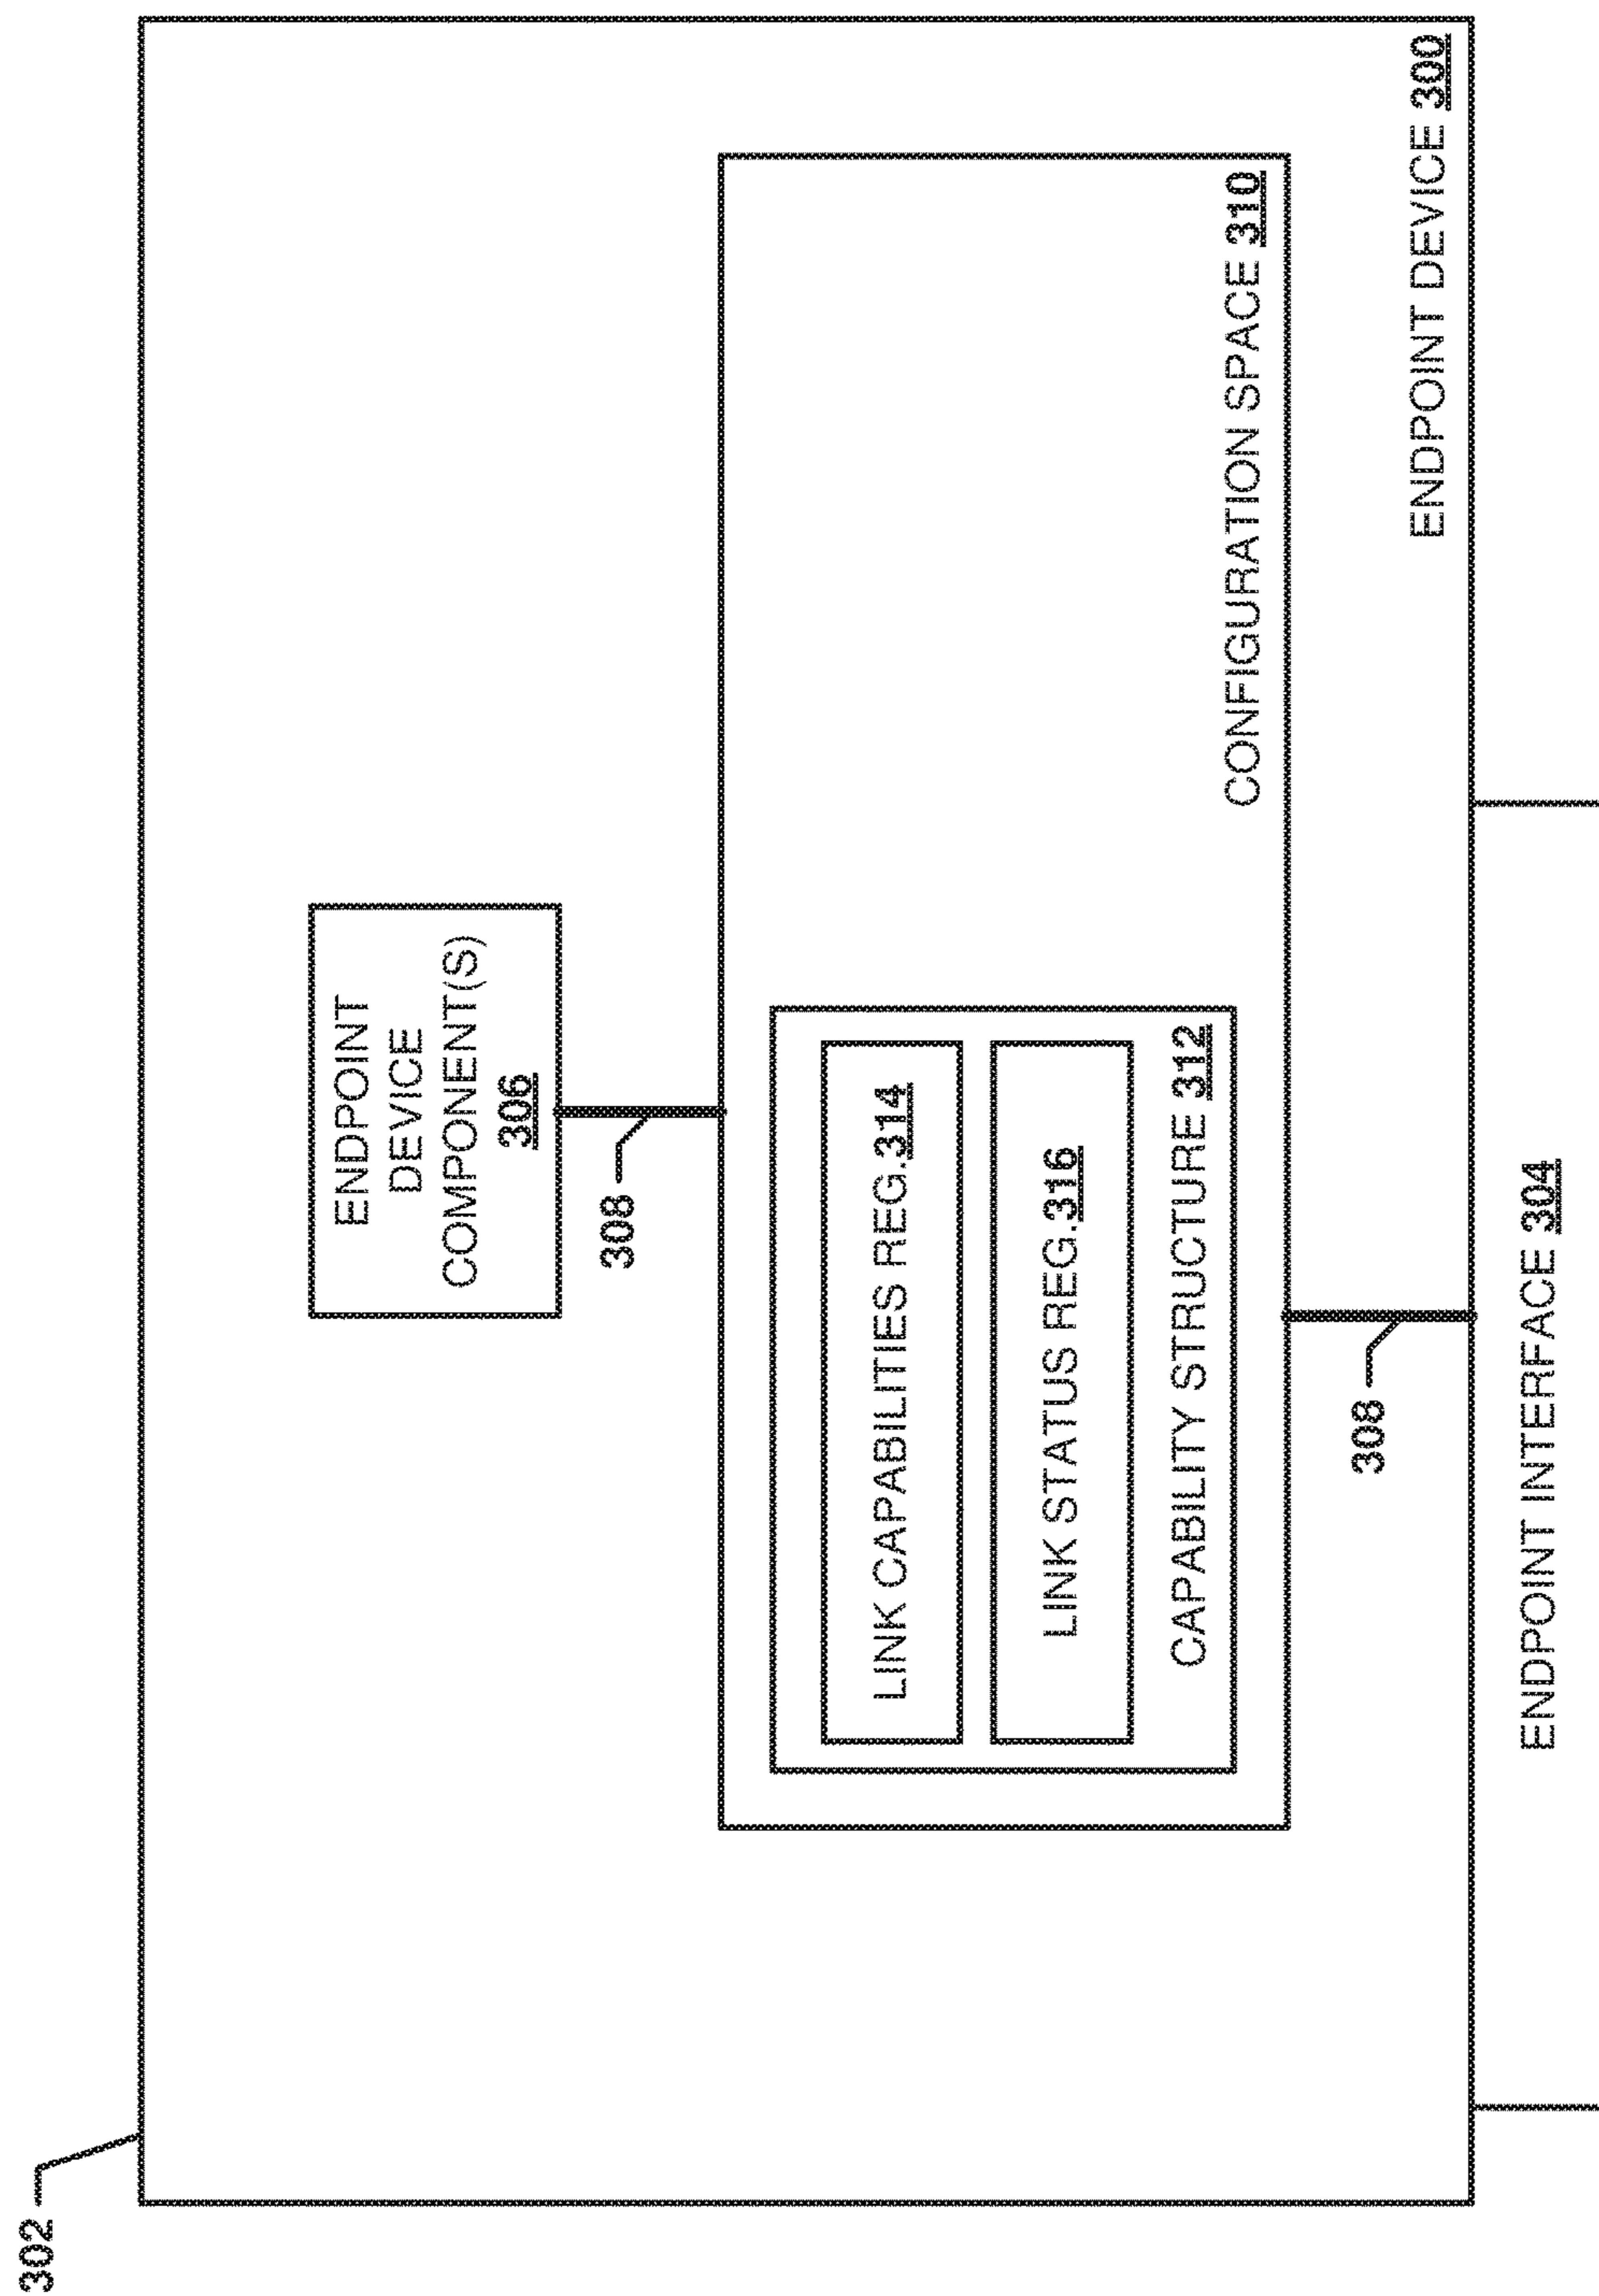 302
ENDPOINT
DEVICE
COMPONENT(S)
306
308
LINK CAPABILITIES REG.314
LINK STATUS REG.316
CAPABILITY STRUCTURE 312
CONFIGURATION SPACE 310
308
ENDPOINT DEVICE 300
ENDPOINT INTERFACE 304